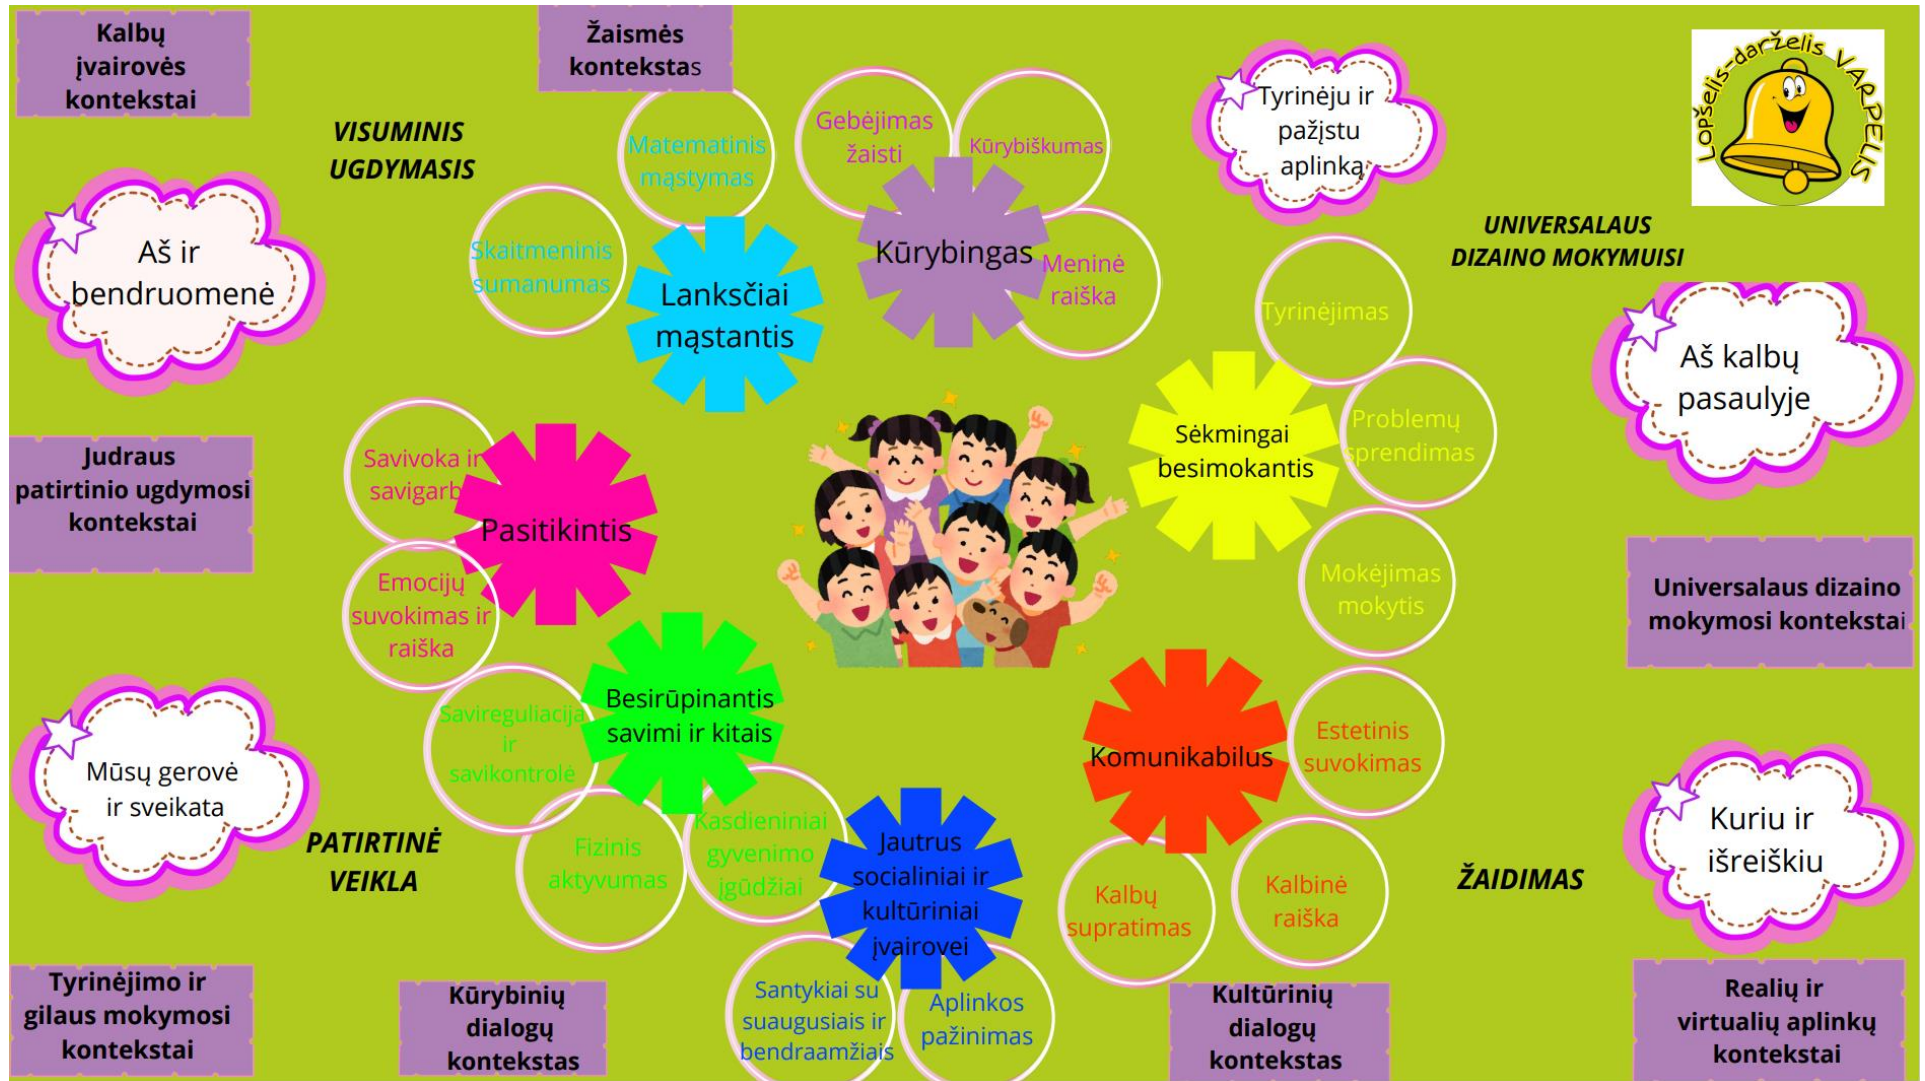 Kalbų
įvairovės
kontekstai
Žaismės
kontekstas
VISUMINIS
UGDYMASIS
Matematinis
mąstymas
Gebėjimas
žaisti
Kūrybiškumas
Tyrinėju ir
pažįstu
aplinką
Lopšelis-darželis VARPELIS
Aš ir
bendruomenė
Skaitmeninis
sumanumas
Lanksčiai
mąstantis
Kūrybingas
Meninė
raiška
UNIVERSALAUS
DIZAINO MOKYMUISI
Tyrinėjimas
Aš kalbų
pasaulyje
Judraus
patirtinio ugdymosi
kontekstai
Savivoka ir
savigarb
Pasitikintis
Sėkmingai
besimokantis
Problemų
sprendimas
Emocijų
suvokimas ir
raiška
Mokėjimas
mokytis
Universalaus dizaino
mokymosi kontekstai
Mūsų gerovė
ir sveikata
Savireguliacija
ir
savikontrolė
Besirūpinantis
savimi ir kitais
Komunikabilus
Estetinis
suvokimas
Kuriu ir
išreiškiu
PATIRTINĖ
VEIKLA
Fizinis
aktyvumas
Kasdieniniai
gyvenimo
įgūdžiai
Jautrus
socialiniai ir
kultūriniai
įvairovei
Kalbų
supratimas
Kalbinė
raiška
ŽAIDIMAS
Tyrinėjimo ir
gilaus mokymosi
kontekstai
Kūrybinių
dialogų
kontekstas
Santykiai su
suaugusiais ir
bendraamžiais
Aplinkos
pažinimas
Kultūrinių
dialogų
kontekstas
Realių ir
virtualių aplinkų
kontekstai